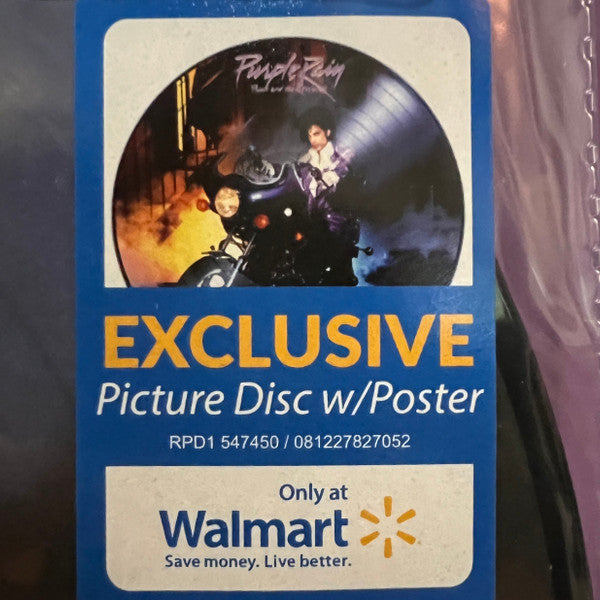 Purple Rain
EXCLUSIVE
Picture Disc w/Poster
RPD1 547450 / 081227827052
Only at
Walmart
Save money. Live better.